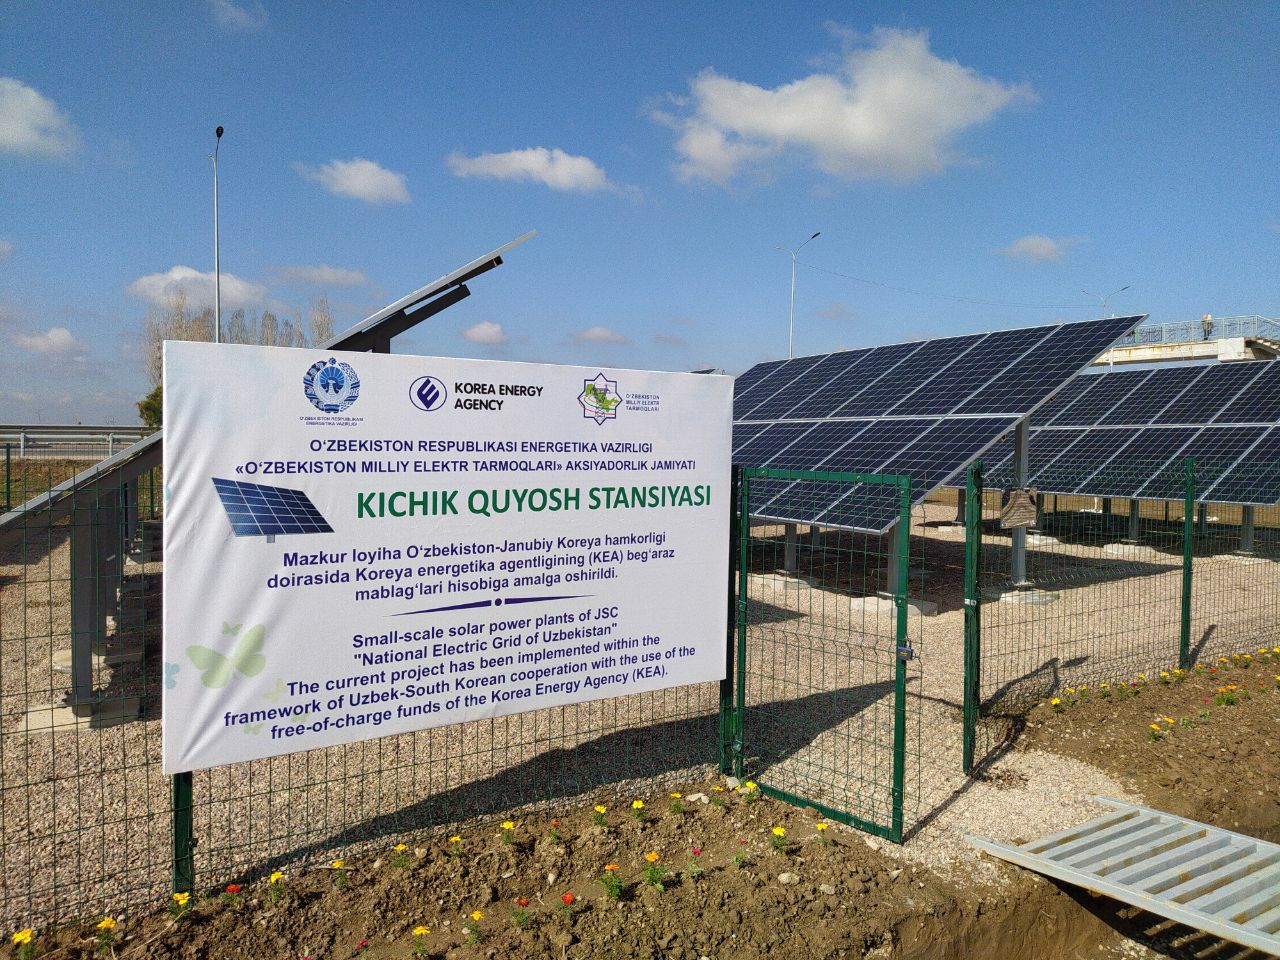 O‘ZBEKISTON RESPUBLIKASI
ENERGETIKA VAZIRLIGI
KOREA ENERGY
AGENCY
O‘ZBEKISTON
MILLIY ELEKTR
TARMOQLARI
O‘ZBEKISTON RESPUBLIKASI ENERGETIKA VAZIRLIGI
«O‘ZBEKISTON MILLIY ELEKTR TARMOQLARI» AKSIYADORLIK JAMIYATI
KICHIK QUYOSH STANSIYASI
Mazkur loyiha O‘zbekiston-Janubiy Koreya hamkorligi
doirasida Koreya energetika agentligining (KEA) beg‘araz
mablag‘lari hisobiga amalga oshirildi.
Small-scale solar power plants of JSC
"National Electric Grid of Uzbekistan"
The current project has been implemented within the
framework of Uzbek-South Korean cooperation with the use of the
free-of-charge funds of the Korea Energy Agency (KEA).